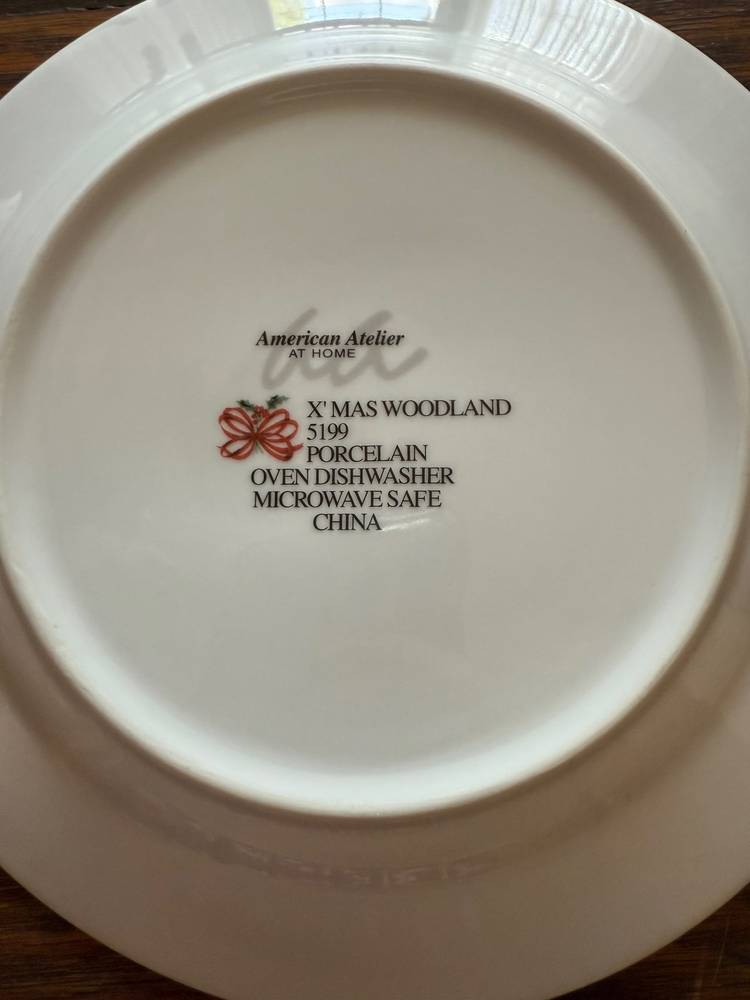 American Atelier
AT HOME
X' MAS WOODLAND
5199
PORCELAIN
OVEN DISHWASHER
MICROWAVE SAFE
CHINA